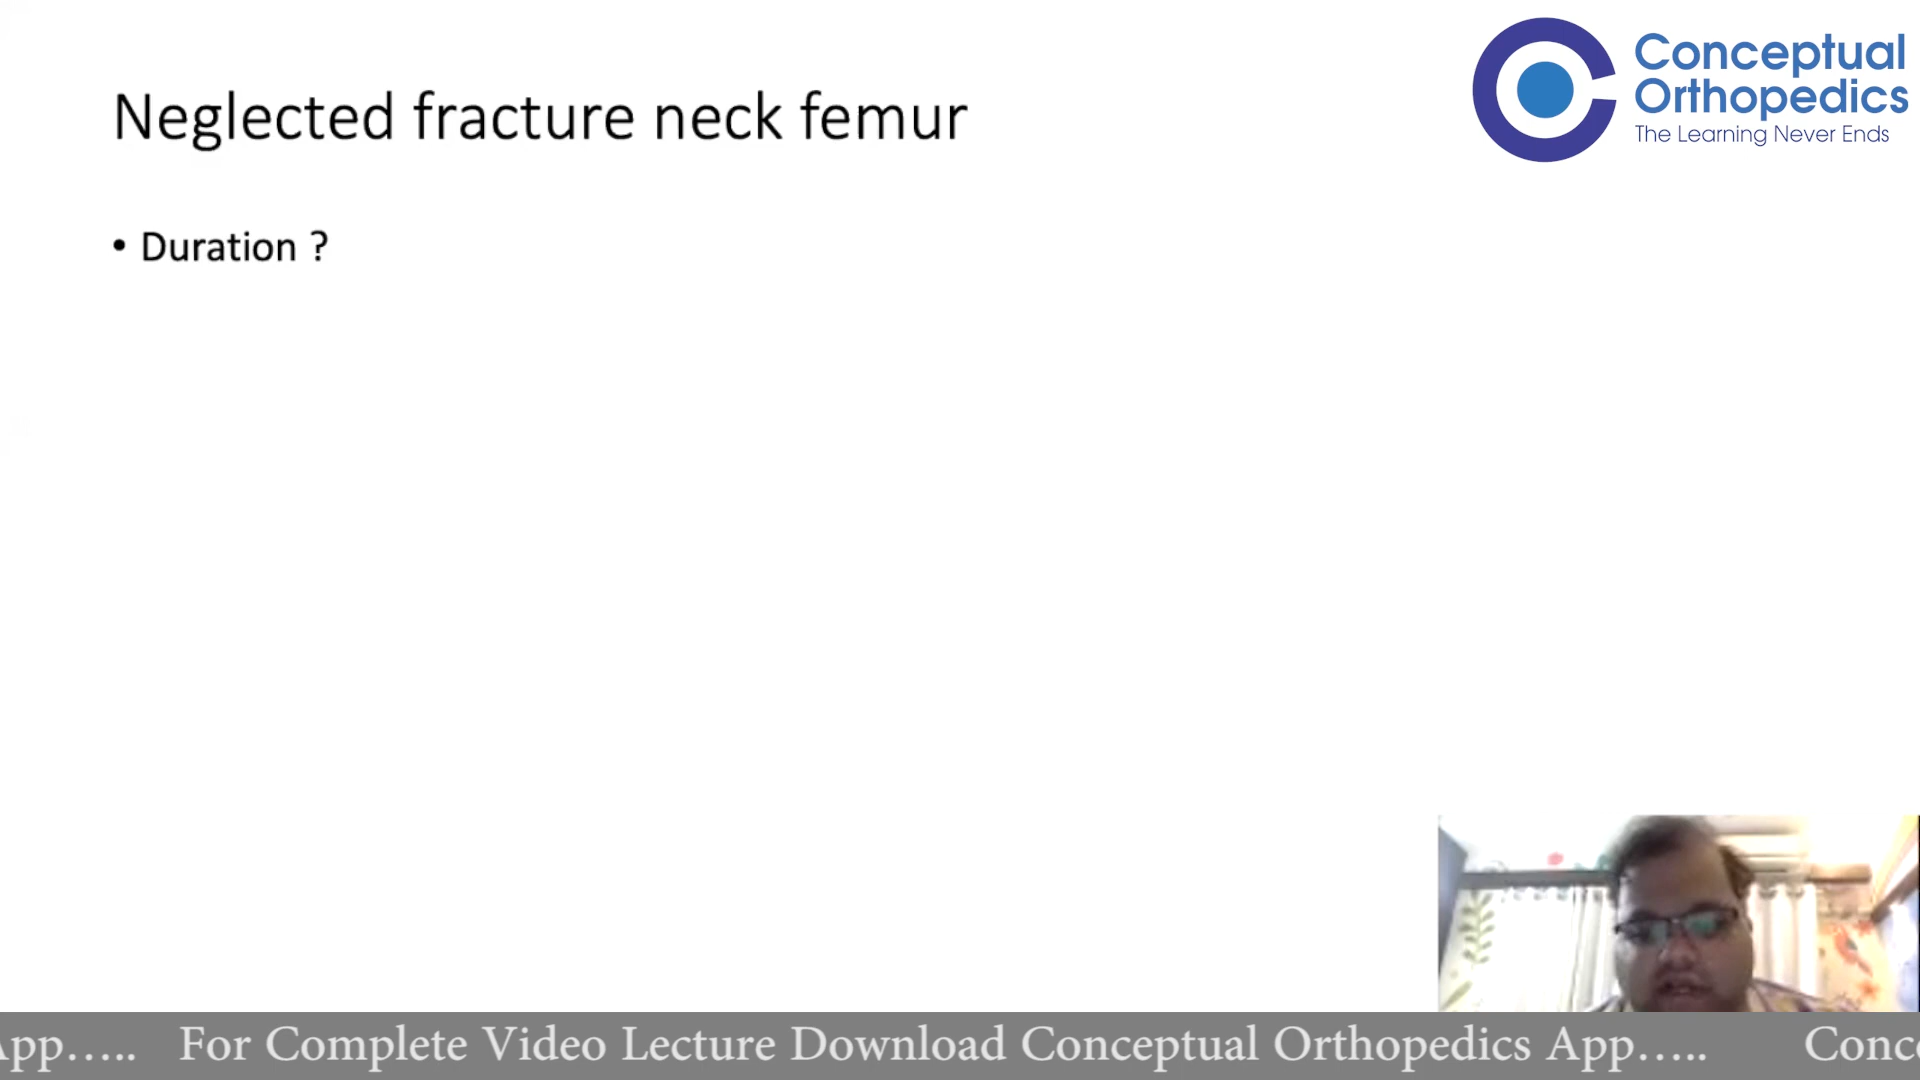 Conceptual
Orthopedics
The Learning Never Ends
Neglected fracture neck femur
• Duration ?
App..... For Complete Video Lecture Download Conceptual Orthopedics App..... Conc